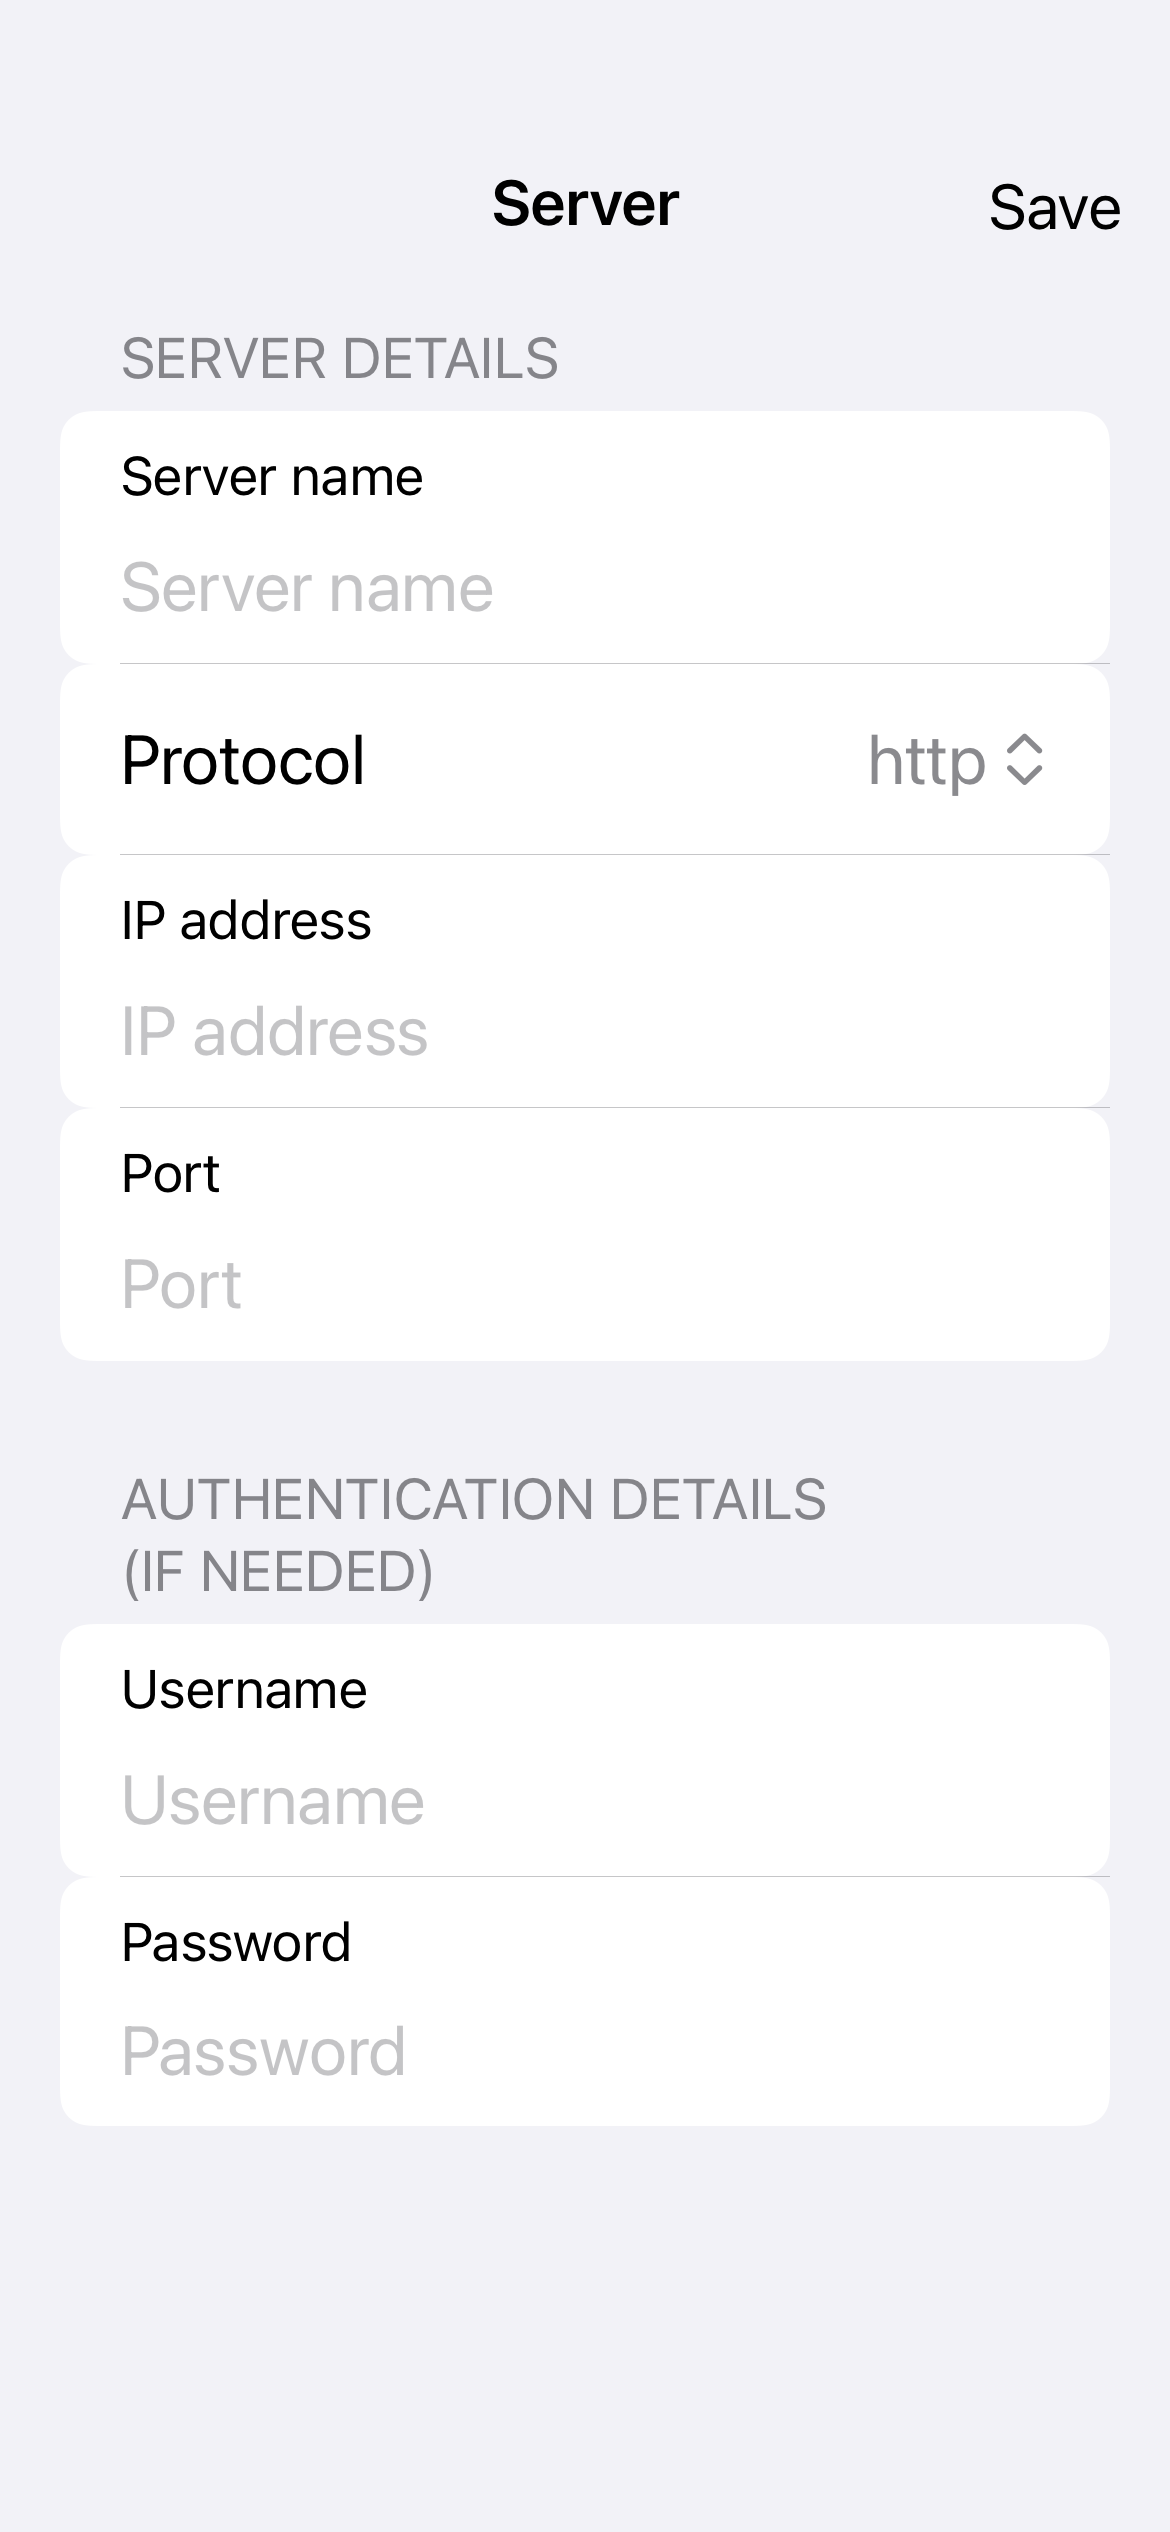 Server
Save
SERVER DETAILS
Server name
Server name
Protocol
http
IP address
IP address
Port
Port
AUTHENTICATION DETAILS
(IF NEEDED)
Username
Username
Password
Password